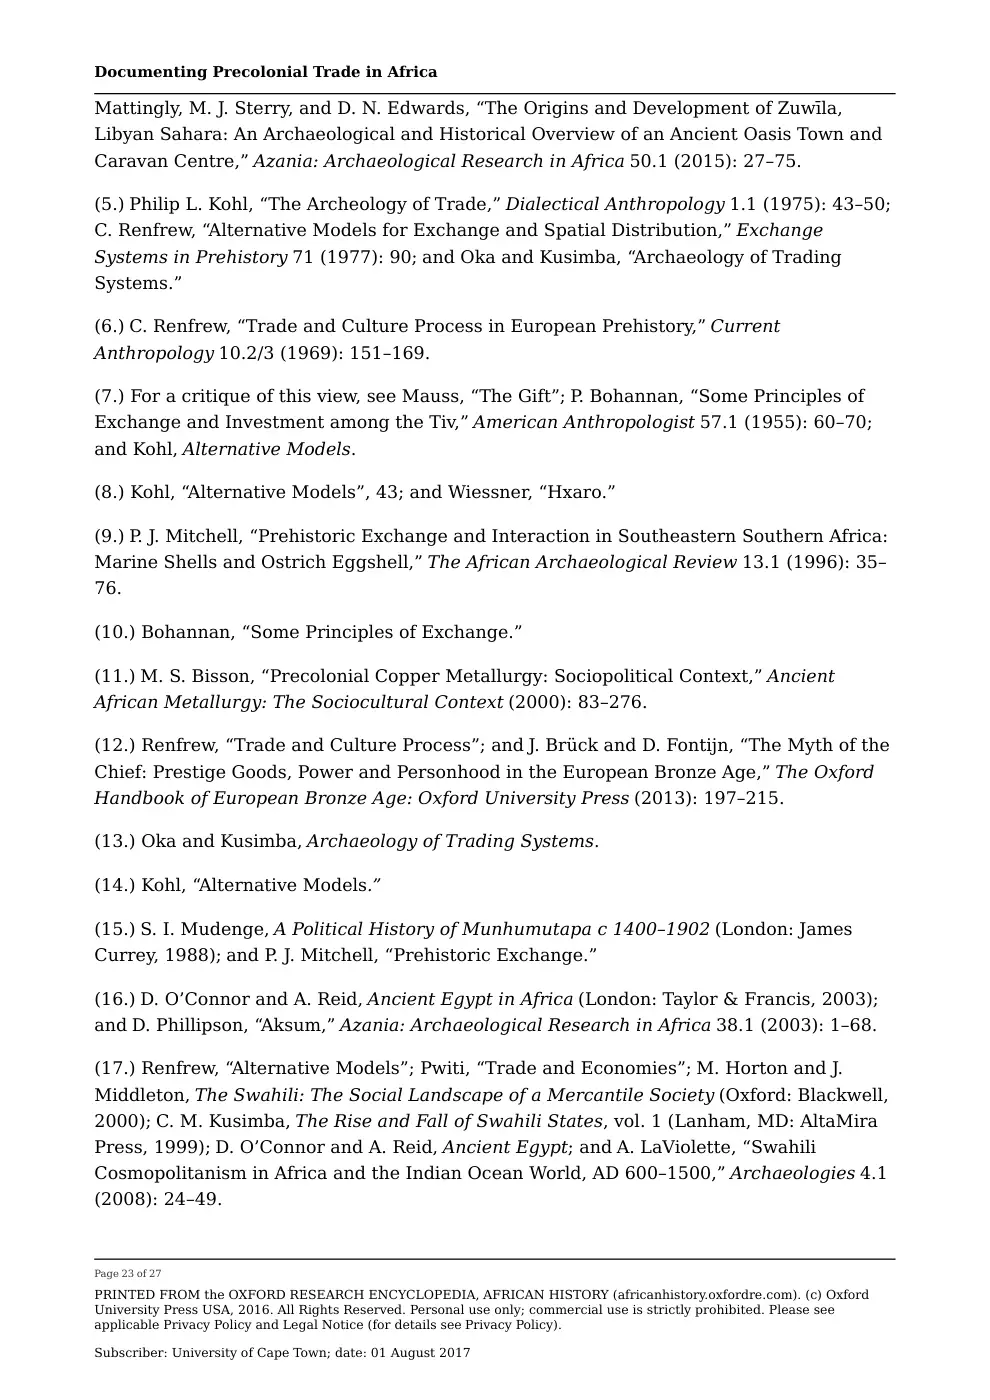 Documenting Precolonial Trade in Africa
Mattingly, M. J. Sterry, and D. N. Edwards, “The Origins and Development of Zuwīla,
Libyan Sahara: An Archaeological and Historical Overview of an Ancient Oasis Town and
Caravan Centre,” Azania: Archaeological Research in Africa 50.1 (2015): 27–75.
(5.) Philip L. Kohl, “The Archeology of Trade,” Dialectical Anthropology 1.1 (1975): 43–50;
C. Renfrew, “Alternative Models for Exchange and Spatial Distribution,” Exchange
Systems in Prehistory 71 (1977): 90; and Oka and Kusimba, “Archaeology of Trading
Systems.”
(6.) C. Renfrew, “Trade and Culture Process in European Prehistory,” Current
Anthropology 10.2/3 (1969): 151–169.
(7.) For a critique of this view, see Mauss, “The Gift”; P. Bohannan, “Some Principles of
Exchange and Investment among the Tiv,” American Anthropologist 57.1 (1955): 60–70;
and Kohl, Alternative Models.
(8.) Kohl, “Alternative Models”, 43; and Wiessner, “Hxaro.”
(9.) P. J. Mitchell, “Prehistoric Exchange and Interaction in Southeastern Southern Africa:
Marine Shells and Ostrich Eggshell,” The African Archaeological Review 13.1 (1996): 35–
76.
(10.) Bohannan, “Some Principles of Exchange.”
(11.) M. S. Bisson, “Precolonial Copper Metallurgy: Sociopolitical Context,” Ancient
African Metallurgy: The Sociocultural Context (2000): 83–276.
(12.) Renfrew, “Trade and Culture Process”; and J. Brück and D. Fontijn, “The Myth of the
Chief: Prestige Goods, Power and Personhood in the European Bronze Age,” The Oxford
Handbook of European Bronze Age: Oxford University Press (2013): 197–215.
(13.) Oka and Kusimba, Archaeology of Trading Systems.
(14.) Kohl, “Alternative Models.”
(15.) S. I. Mudenge, A Political History of Munhumutapa c 1400–1902 (London: James
Currey, 1988); and P. J. Mitchell, “Prehistoric Exchange.”
(16.) D. O’Connor and A. Reid, Ancient Egypt in Africa (London: Taylor & Francis, 2003);
and D. Phillipson, “Aksum,” Azania: Archaeological Research in Africa 38.1 (2003): 1–68.
(17.) Renfrew, “Alternative Models”; Pwiti, “Trade and Economies”; M. Horton and J.
Middleton, The Swahili: The Social Landscape of a Mercantile Society (Oxford: Blackwell,
2000); C. M. Kusimba, The Rise and Fall of Swahili States, vol. 1 (Lanham, MD: AltaMira
Press, 1999); D. O’Connor and A. Reid, Ancient Egypt; and A. LaViolette, “Swahili
Cosmopolitanism in Africa and the Indian Ocean World, AD 600–1500,” Archaeologies 4.1
(2008): 24–49.
Page 23 of 27
PRINTED FROM the OXFORD RESEARCH ENCYCLOPEDIA, AFRICAN HISTORY (africanhistory.oxfordre.com). (c) Oxford
University Press USA, 2016. All Rights Reserved. Personal use only; commercial use is strictly prohibited. Please see
applicable Privacy Policy and Legal Notice (for details see Privacy Policy).
Subscriber: University of Cape Town; date: 01 August 2017